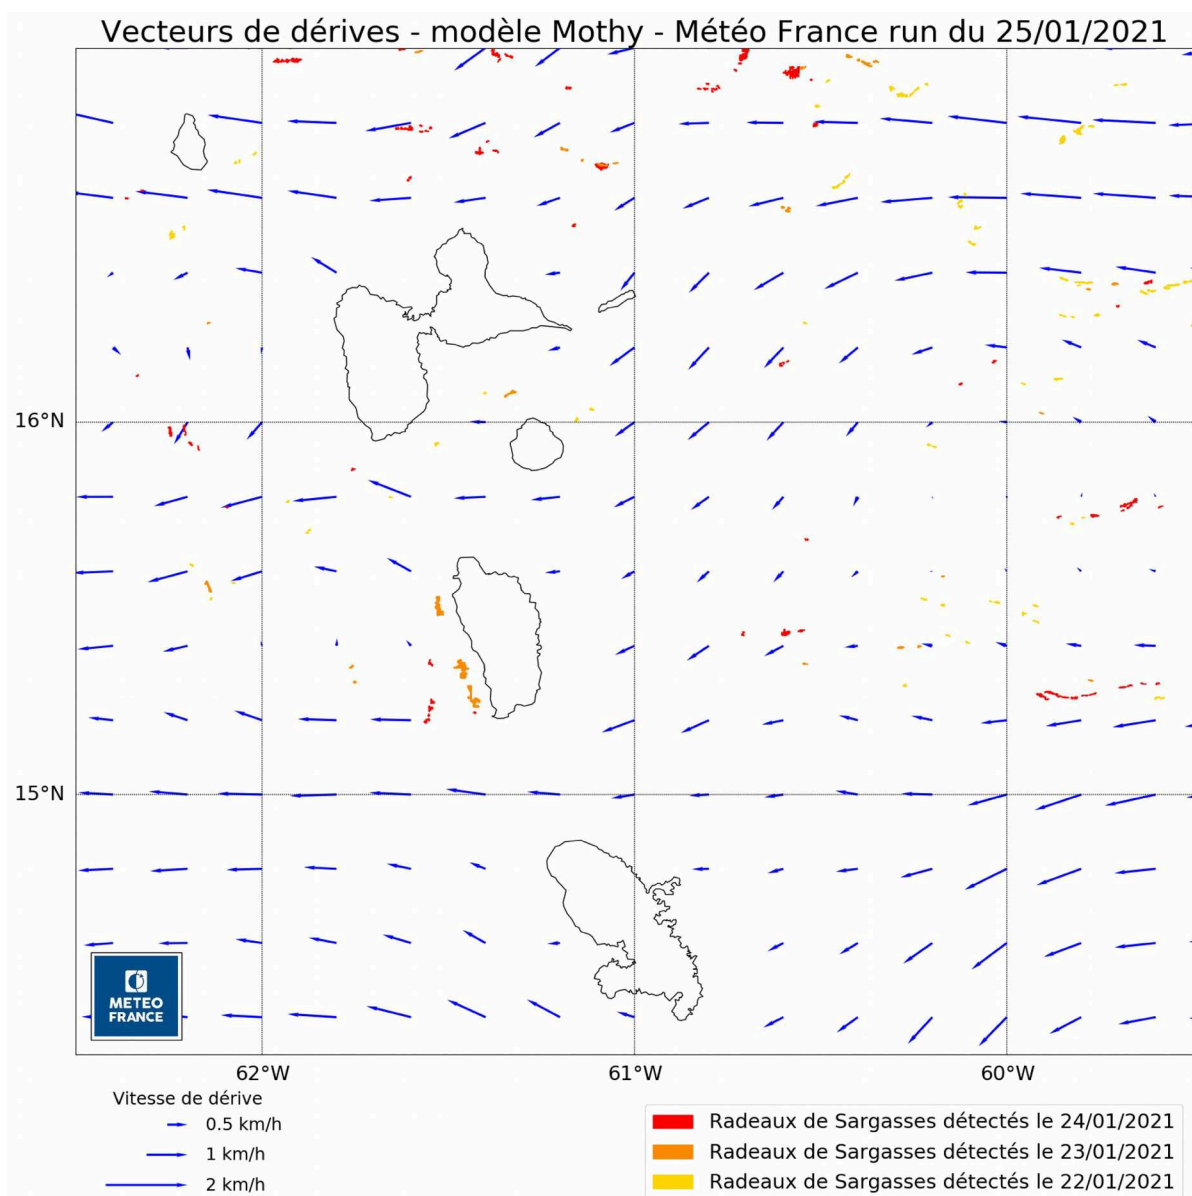 Vecteurs de dérives - modèle Mothy - Météo France run du 25/01/2021
16°N
15°N
METEO
FRANCE
62°W
61°W
60°W
Vitesse de dérive
0.5 km/h
1 km/h
2 km/h
Radeaux de Sargasses détectés le 24/01/2021
Radeaux de Sargasses détectés le 23/01/2021
Radeaux de Sargasses détectés le 22/01/2021